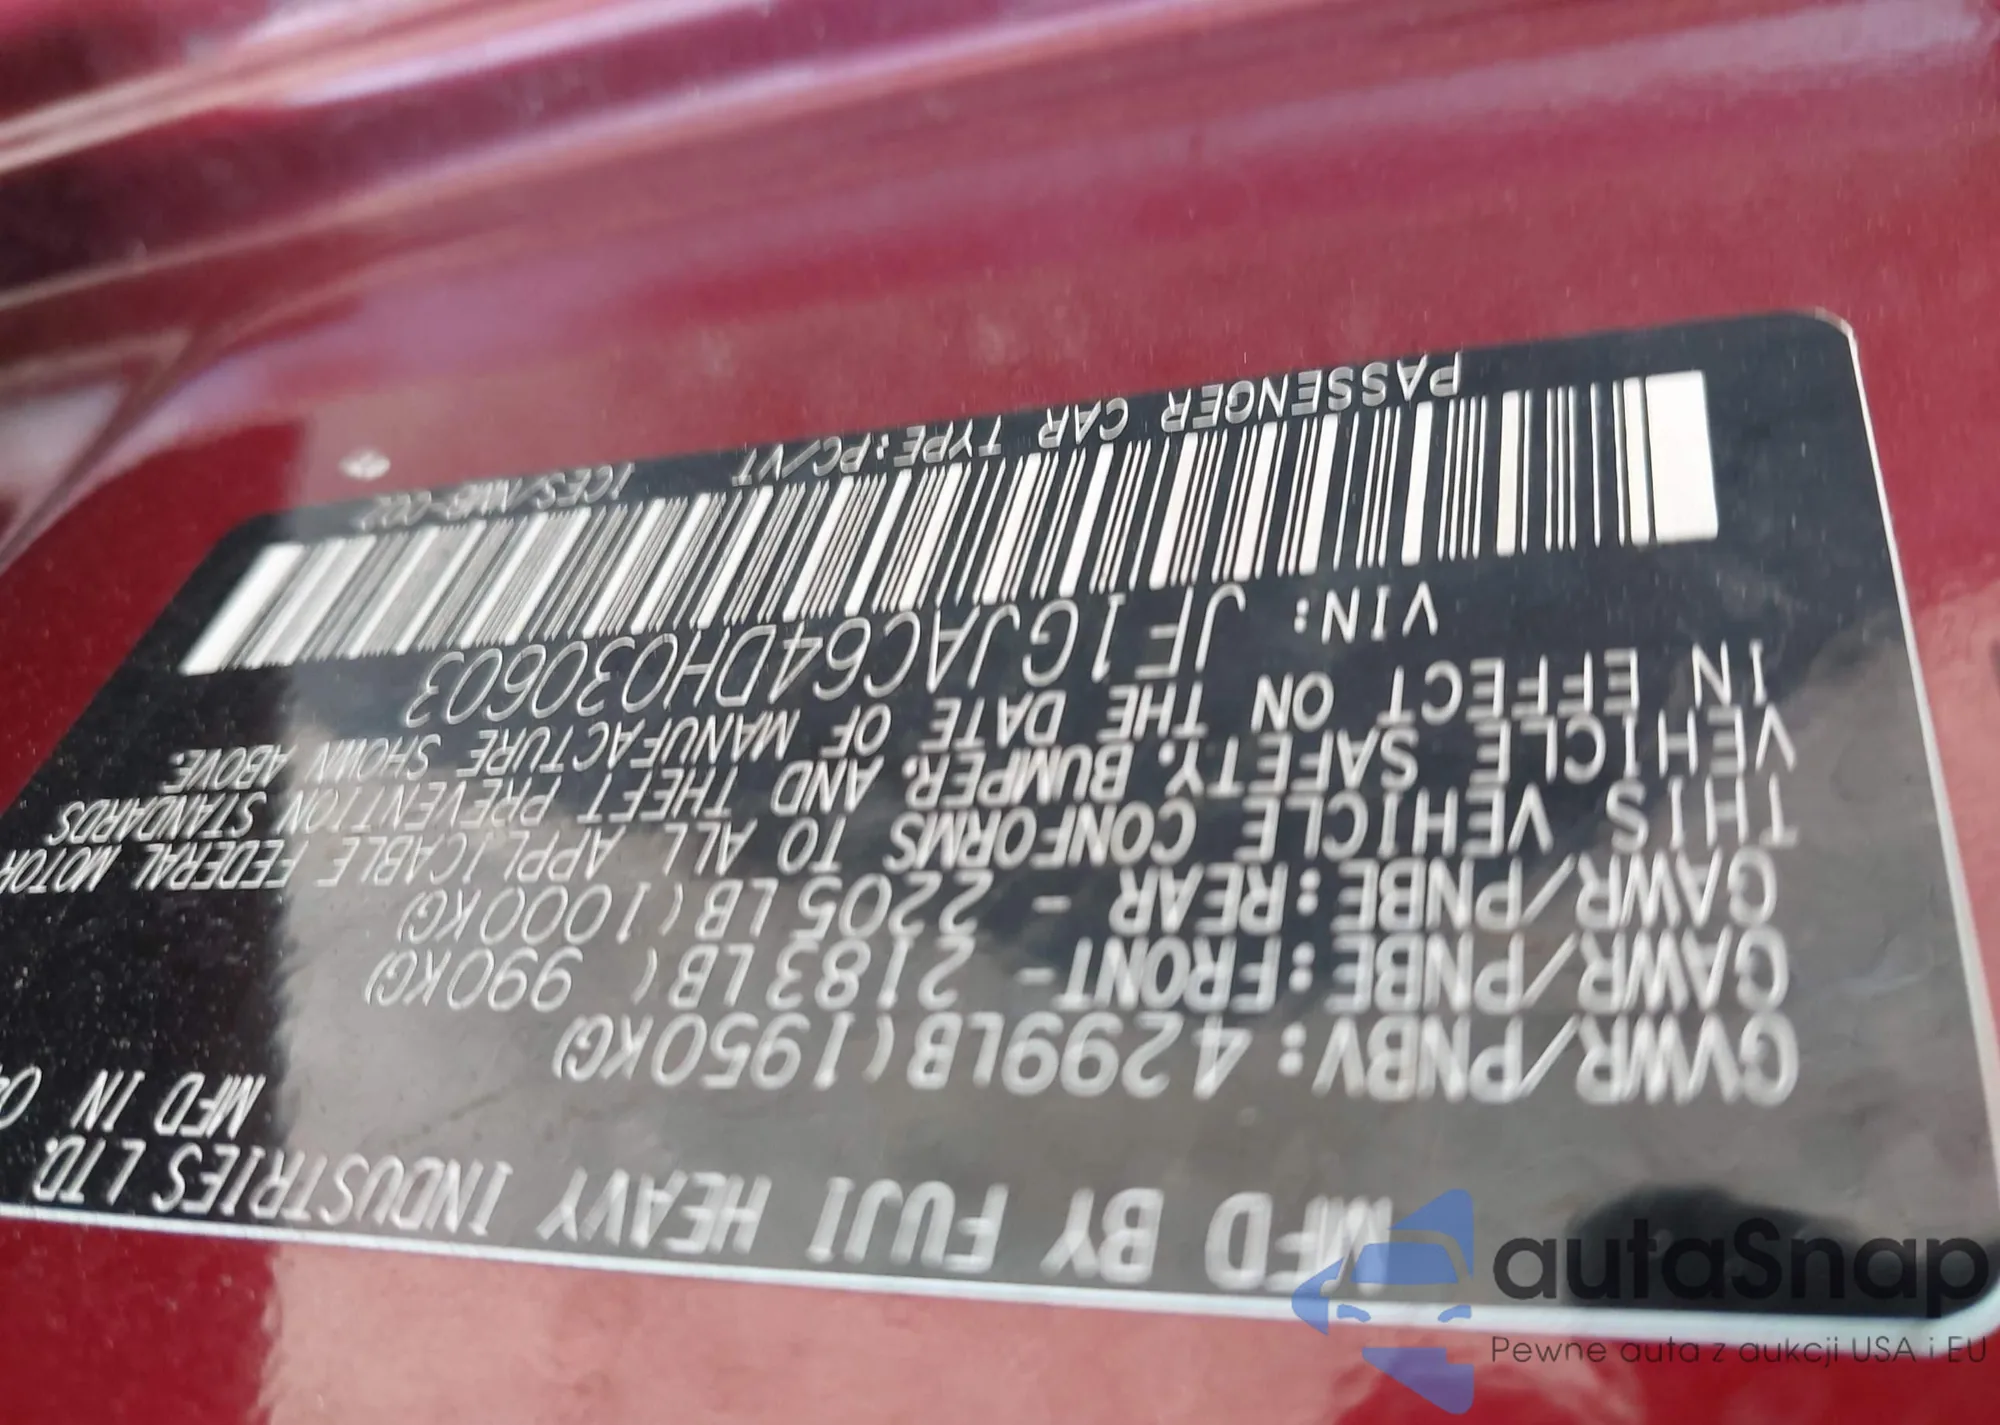 MFD BY FUJI HEAVY INDUSTRIES LTD.
MFD IN
GVWR/PNBV: 4299LB(1950KG)
GAWR/PNBE:FRONT- 2183LB( 990KG)
GAWR/PNBE:REAR - 2205LB(1000KG)
THIS VEHICLE CONFORMS TO ALL APPLICABLE FEDERAL MOTOR
VEHICLE SAFETY, BUMPER, AND THEFT PREVENTION STANDARDS
IN EFFECT ON THE DATE OF MANUFACTURE SHOWN ABOVE.
VIN: JF1GJAC64DH030603
PASSENGER CAR TYPE:PC/VT ICES/NMB-002
autaSnap
Pewne auta z aukcji USA i EU